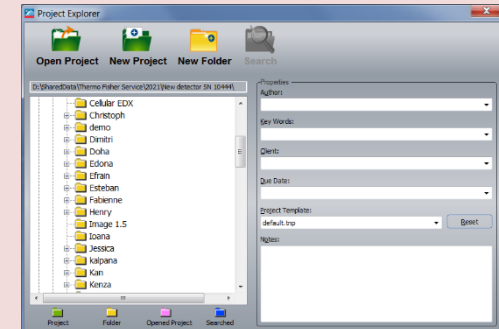 Project Explorer
Open Project New Project New Folder Search
D:\SharedData\Thermo Fisher Service\2021\New detector SN 10444\
Cellular EDX
Christoph
demo
Dimitri
Doha
Edona
Efrain
Esteban
Fabienne
Henry
Image 1.5
Ioana
Jessica
kalpana
Kan
Kenza
Project Folder Opened Project Searched
Properties
Author:
Key Words:
Client:
Due Date:
Project Template:
default.tnp Reset
Notes: